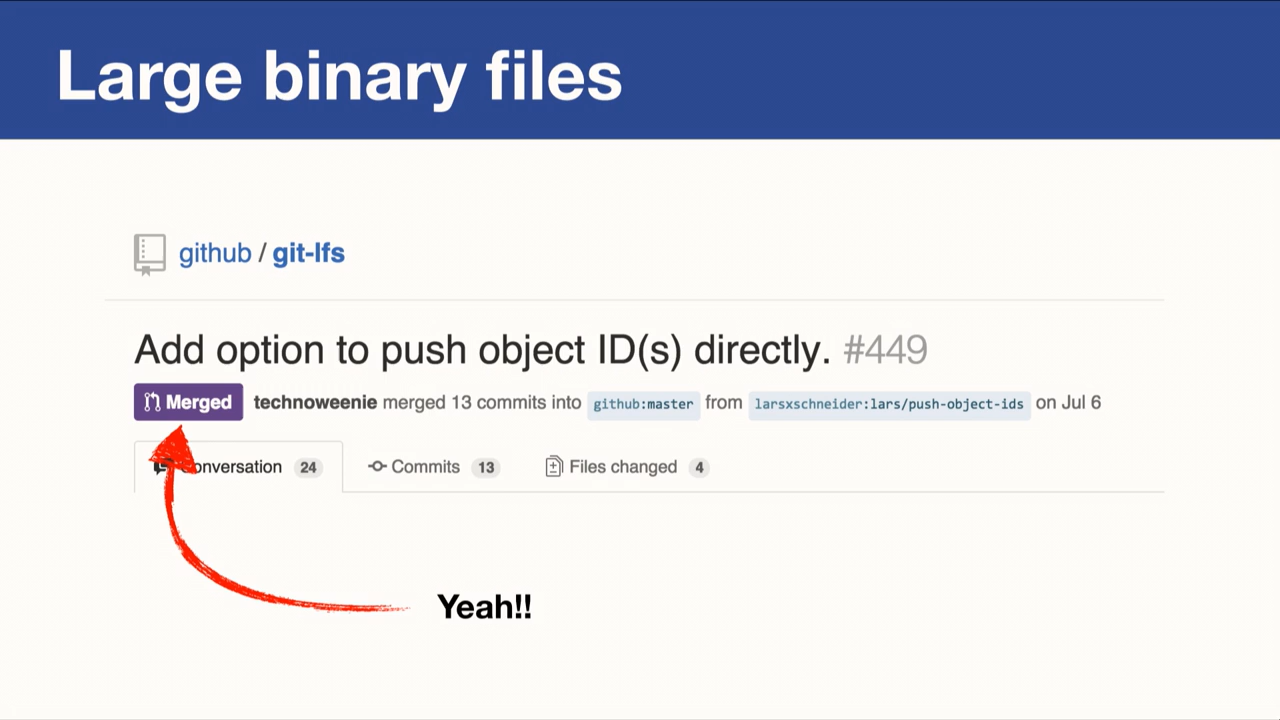 Large binary files
github / git-lfs
Add option to push object ID(s) directly. #449
Merged technoweenie merged 13 commits into github:master from larsxschneider:lars/push-object-ids on Jul 6
onversation 24 Commits 13 Files changed 4
Yeah!!